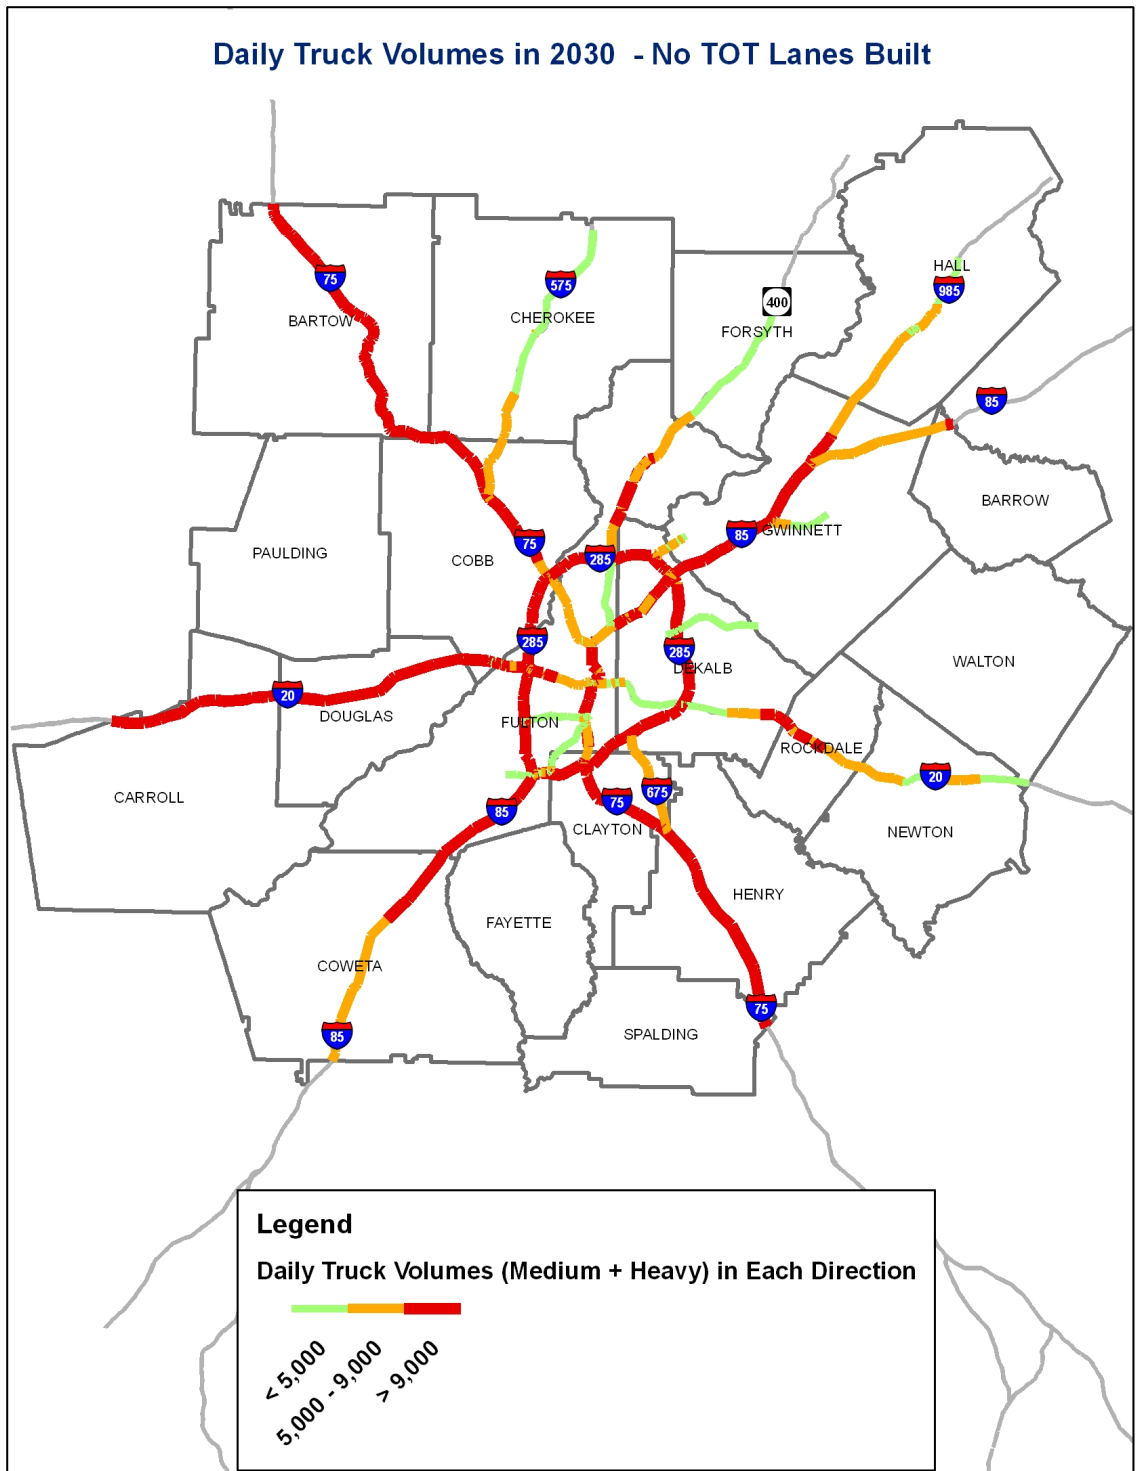 Daily Truck Volumes in 2030 - No TOT Lanes Built
HALL
75
575
985
400
BARTOW
CHEROKEE
FORSYTH
85
BARROW
85
GWINNETT
75
PAULDING
COBB
285
285
285
WALTON
DEKALB
20
DOUGLAS
FULTON
ROCKDALE
20
CARROLL
675
85
75
CLAYTON
NEWTON
HENRY
FAYETTE
COWETA
75
85
SPALDING
Legend
Daily Truck Volumes (Medium + Heavy) in Each Direction
< 5,000
5,000 - 9,000
> 9,000